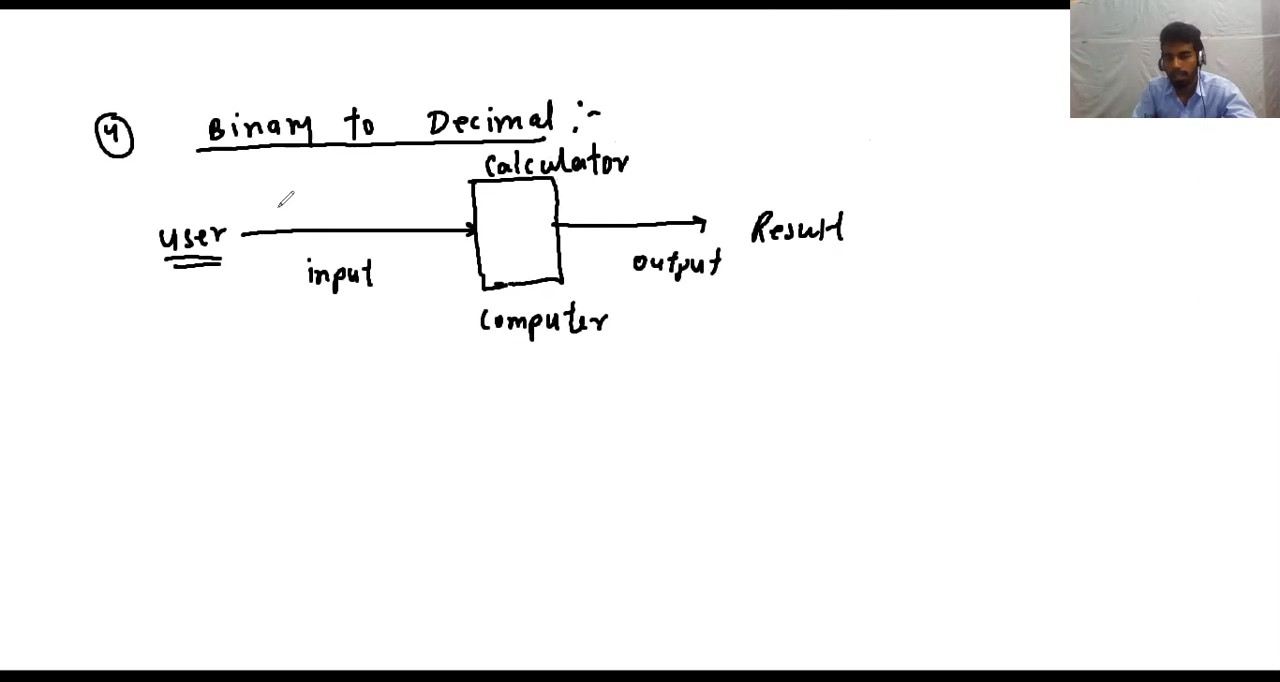 4 Binary to Decimal :-
Calculator
user
input
output
Result
Computer